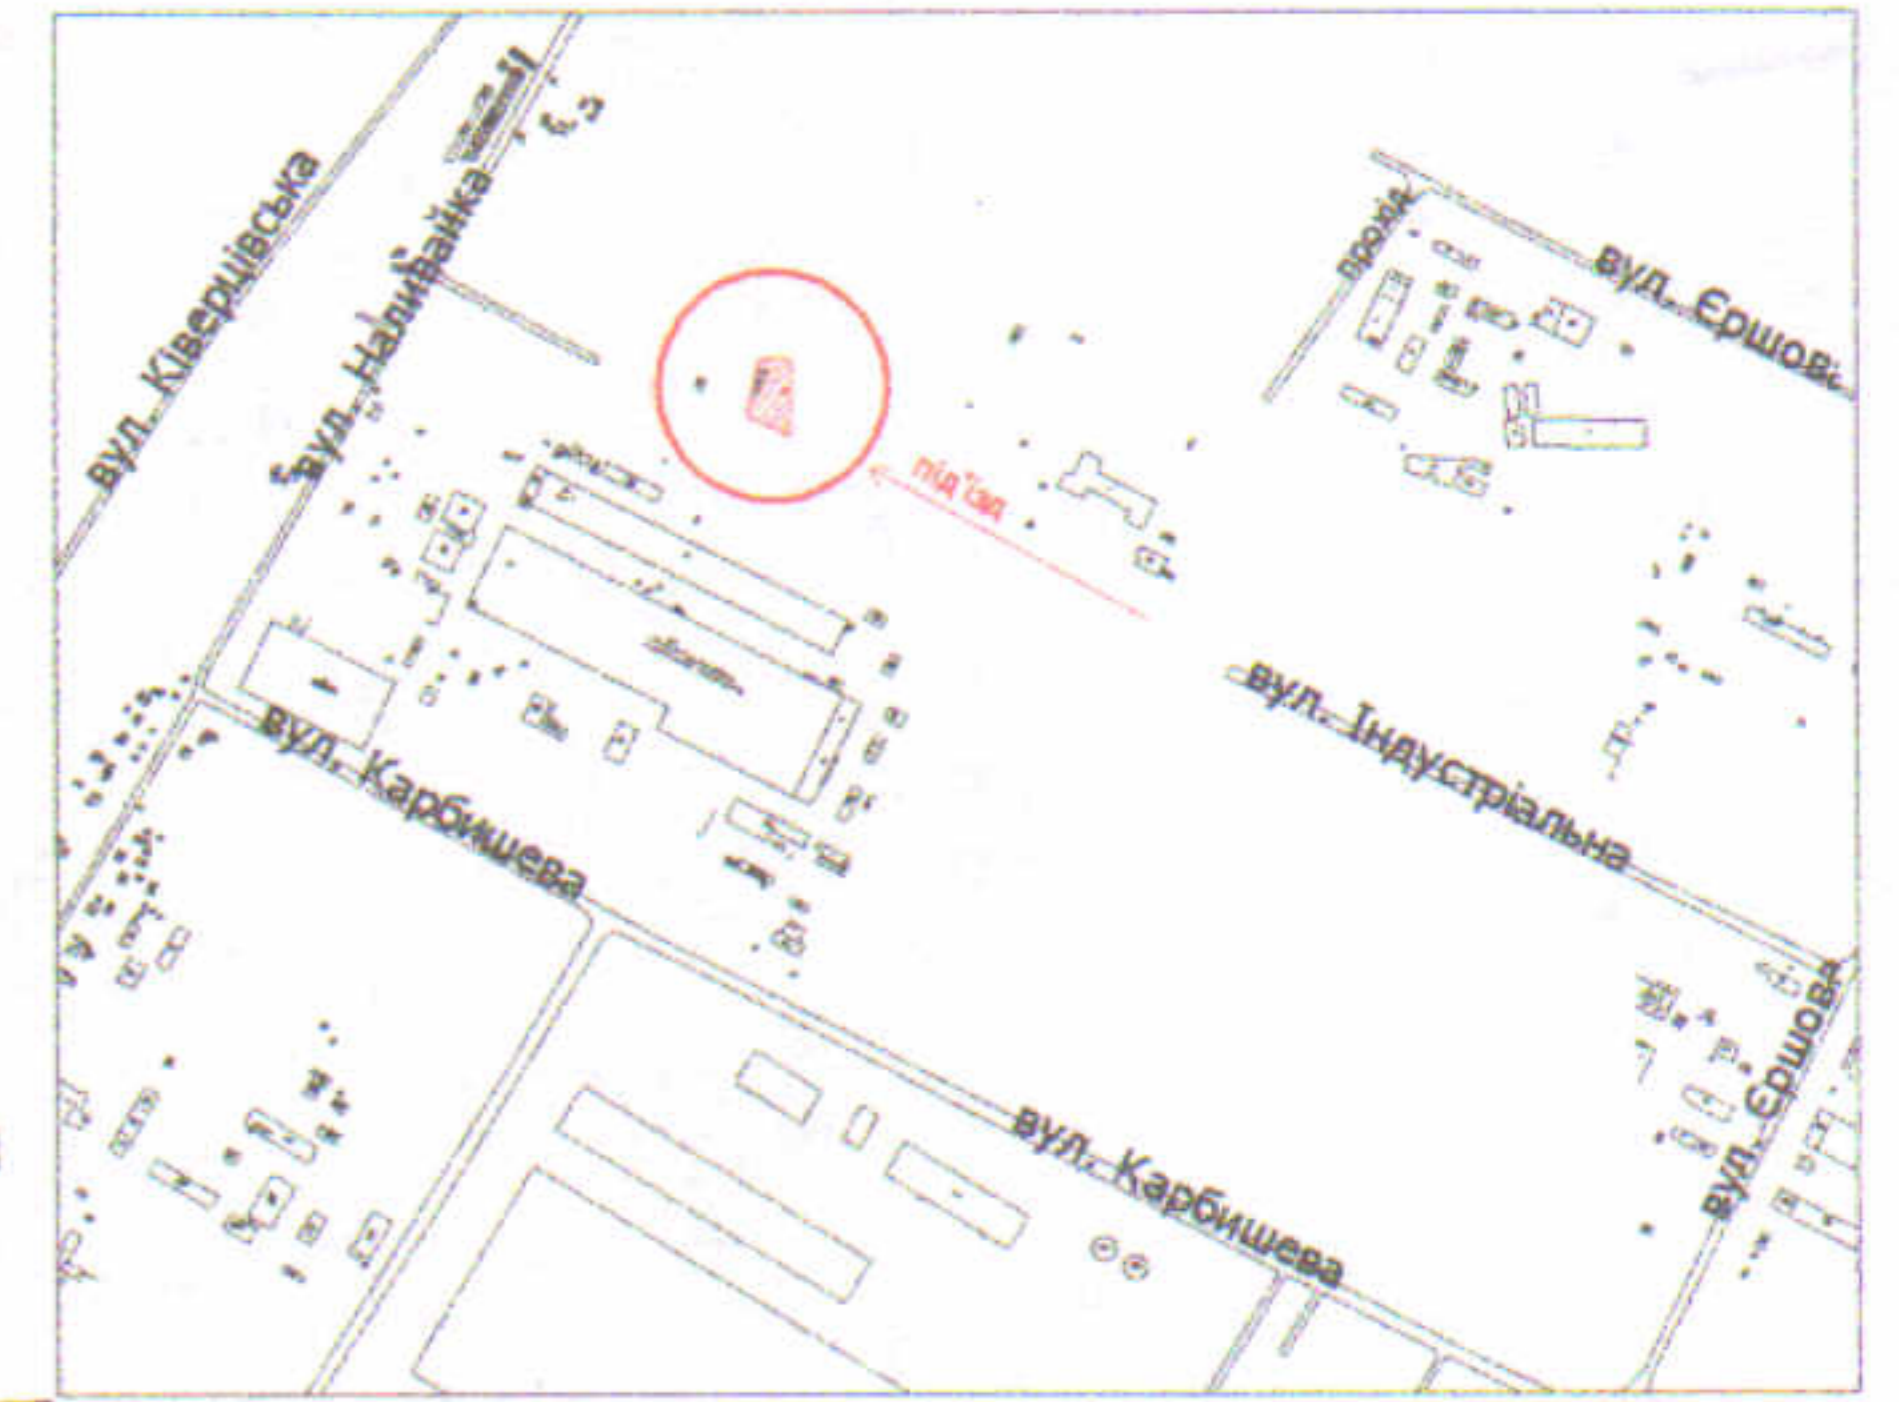 вул. Ківерцівська
вул. Наливайка
прохід
вул. Єршова
під'їзд
вул. Індустріальна
вул. Карбишева
вул. Єршова
вул. Карбишева